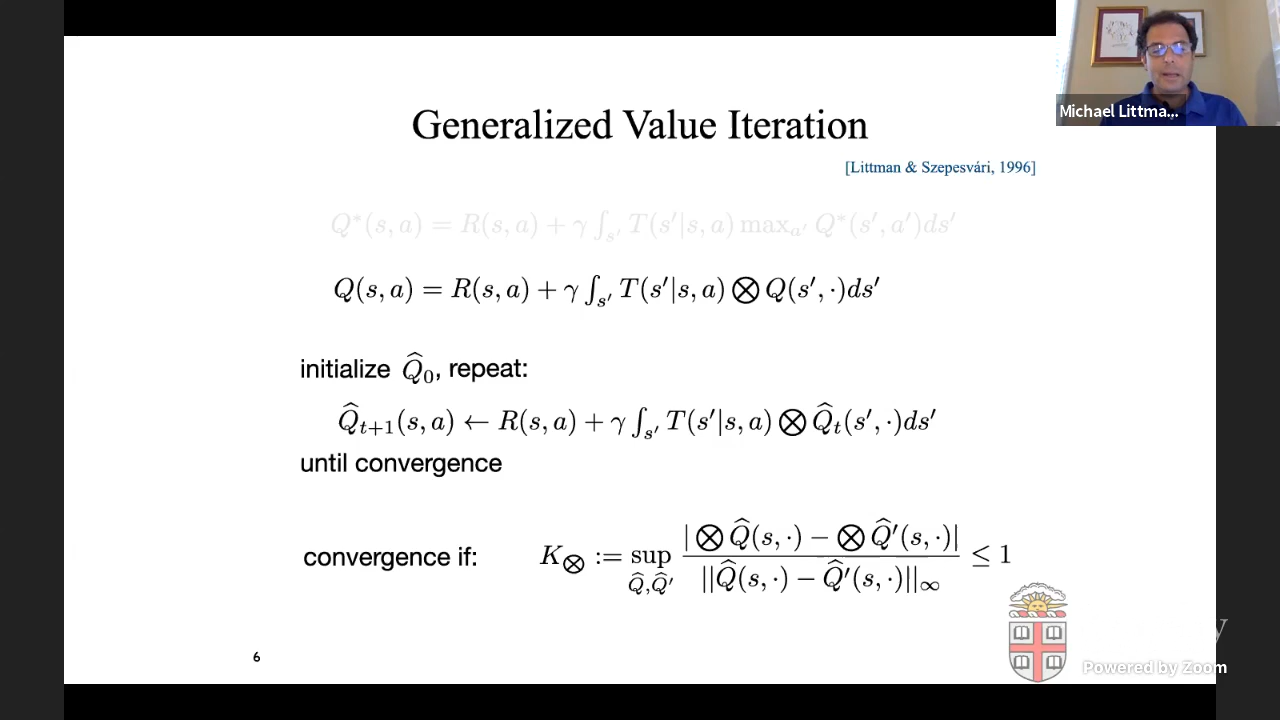 Michael Littma...
Generalized Value Iteration
[Littman & Szepesvári, 1996]
Q*(s, a) = R(s, a) + γ ∫_{s′} T(s′|s, a) max_{a′} Q*(s′, a′)ds′
Q(s, a) = R(s, a) + γ ∫_{s′} T(s′|s, a) ⨂ Q(s′, ·)ds′
initialize Q̂₀, repeat:
Q̂_{t+1}(s, a) ← R(s, a) + γ ∫_{s′} T(s′|s, a) ⨂ Q̂_t(s′, ·)ds′
until convergence
convergence if: K_⨂ := sup_{Q̂,Q̂′} |⨂ Q̂(s, ·) − ⨂ Q̂′(s, ·)| / ||Q̂(s, ·) − Q̂′(s, ·)||_∞ ≤ 1
6
y
Powered by Zoom